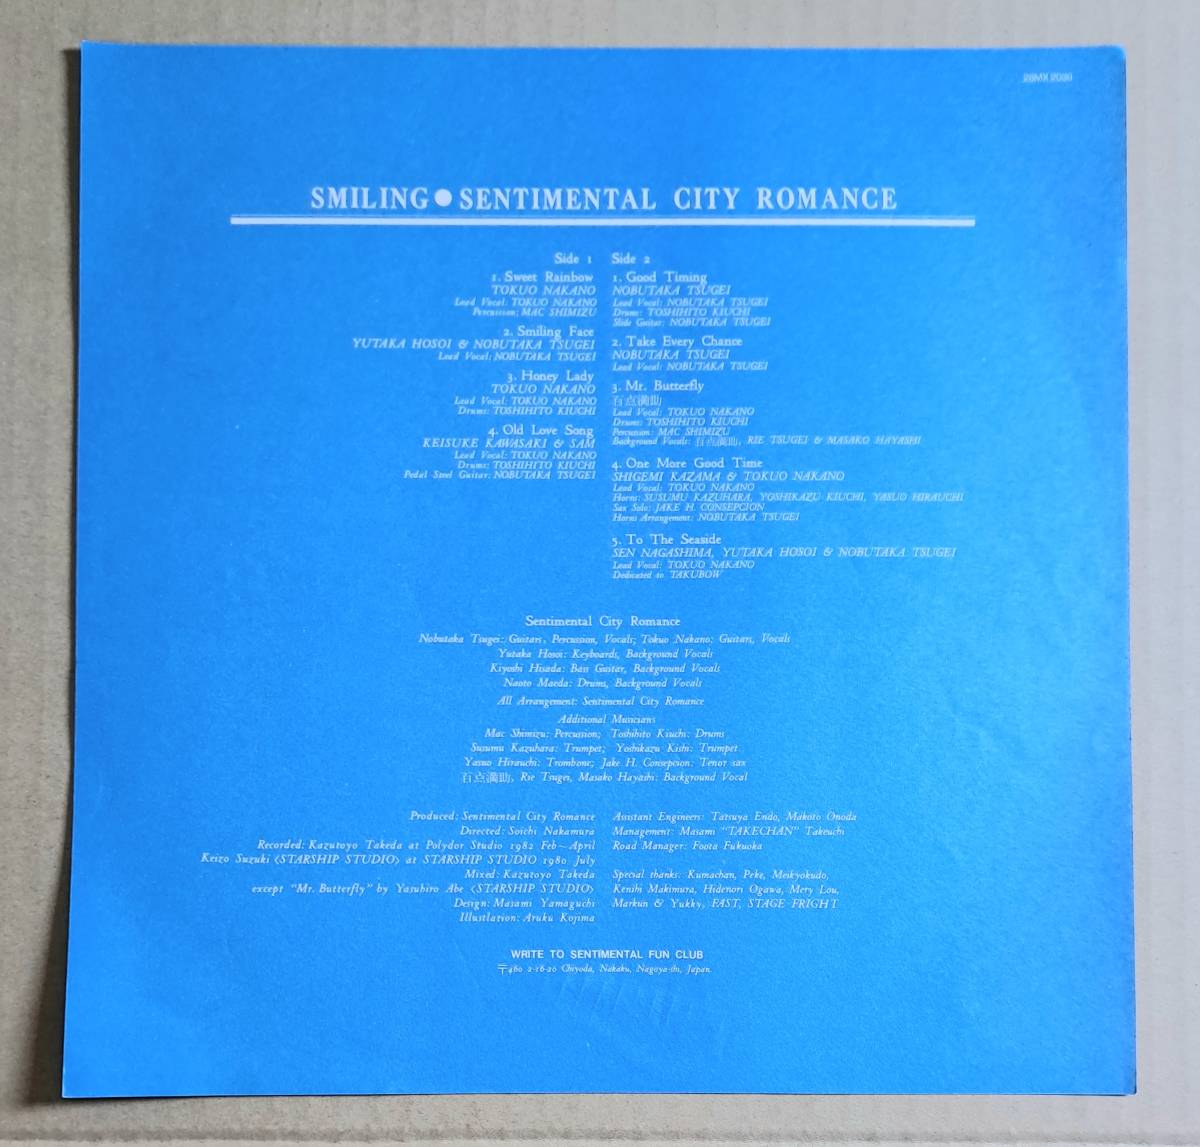 28MX 2098
SMILING●SENTIMENTAL CITY ROMANCE
Side 1
1. Sweet Rainbow
TOKUO NAKANO
Lead Vocal: TOKUO NAKANO
Percussion: MAC SHIMIZU
2. Smiling Face
YUTAKA HOSOI & NOBUTAKA TSUGEI
Lead Vocal: NOBUTAKA TSUGEI
3. Honey Lady
TOKUO NAKANO
Lead Vocal: TOKUO NAKANO
Drums: TOSHIHITO KIUCHI
4. Old Love Song
KEISUKE KAWASAKI & SAM
Lead Vocal: TOKUO NAKANO
Drums: TOSHIHITO KIUCHI
Pedal Steel Guitar: NOBUTAKA TSUGEI
Side 2
1. Good Timing
NOBUTAKA TSUGEI
Lead Vocal: NOBUTAKA TSUGEI
Drums: TOSHIHITO KIUCHI
Slide Guitar: NOBUTAKA TSUGEI
2. Take Every Chance
NOBUTAKA TSUGEI
Lead Vocal: NOBUTAKA TSUGEI
3. Mr. Butterfly
百点満助
Lead Vocal: TOKUO NAKANO
Drums: TOSHIHITO KIUCHI
Percussion: MAC SHIMIZU
Background Vocals: 百点満助, RIE TSUGEI & MASAKO HAYASHI
4. One More Good Time
SHIGEMI KAZAMA & TOKUO NAKANO
Lead Vocal: TOKUO NAKANO
Horns: SUSUMU KAZUHARA, YOSHIKAZU KIUCHI, YASUO HIRAUCHI
Sax Solo: JAKE H. CONSEPCION
Horns Arrangement: NOBUTAKA TSUGEI
5. To The Seaside
SEN NAGASHIMA, YUTAKA HOSOI & NOBUTAKA TSUGEI
Lead Vocal: TOKUO NAKANO
Dedicated to TAKUBOW
Sentimental City Romance
Nobutaka Tsugei: Guitars, Percussion, Vocals; Tokuo Nakano: Guitars, Vocals
Yutaka Hosoi: Keyboards, Background Vocals
Kiyoshi Hisada: Bass Guitar, Background Vocals
Naoto Maeda: Drums, Background Vocals
All Arrangement: Sentimental City Romance
Additional Musicians
Mac Shimizu: Percussion; Toshihito Kiuchi: Drums
Susumu Kazuhara: Trumpet; Yoshikazu Kishi: Trumpet
Yasuo Hirauchi: Trombone; Jake H. Consepcion: Tenor sax
百点満助, Rie Tsugei, Masako Hayashi: Background Vocal
Produced: Sentimental City Romance
Directed: Soichi Nakamura
Recorded: Kazutoyo Takeda at Polydor Studio 1982 Feb~April
Keizo Suzuki <STARSHIP STUDIO> at STARSHIP STUDIO 1980 July
Mixed: Kazutoyo Takeda
except "Mr. Butterfly" by Yasuhiro Abe <STARSHIP STUDIO>
Design: Masami Yamaguchi
Illustlation: Aruku Kojima
Assistant Engineers: Tatsuya Endo, Makoto Onoda
Management: Masami "TAKECHAN" Takeuchi
Road Manager: Foota Fukuoka
Special thanks: Kumachan, Peke, Meikyokudo,
Kenihi Makimura, Hidenori Ogawa, Mery Lou,
Markun & Yukky, FAST, STAGE FRIGHT
WRITE TO SENTIMENTAL FUN CLUB
〒460 2-16-20 Chiyoda, Nakaku, Nagoya-shi, Japan.